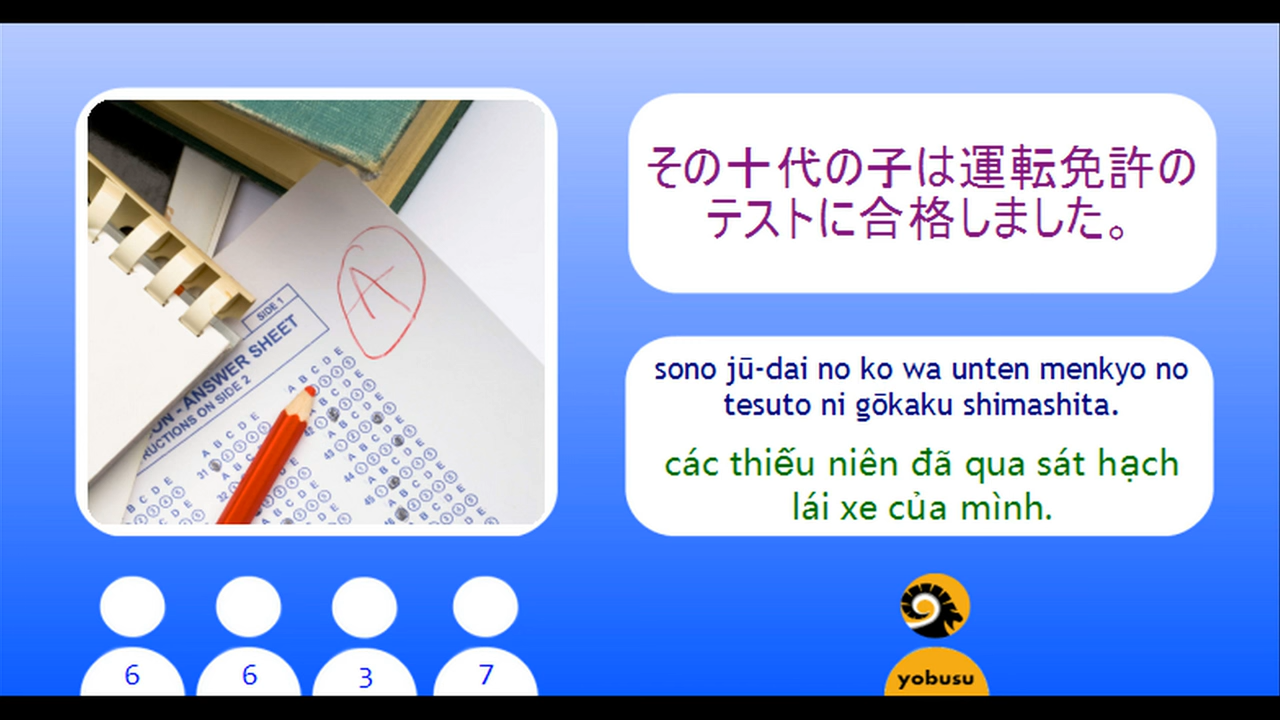 その十代の子は運転免許の
テストに合格しました。
sono jū-dai no ko wa unten menkyo no
tesuto ni gōkaku shimashita.
các thiếu niên đã qua sát hạch
lái xe của mình.
A
SIDE 1
ON - ANSWER SHEET
RUCTIONS ON SIDE 2
A B C D E
A B C D E
31
32
6
6
3
7
yobusu